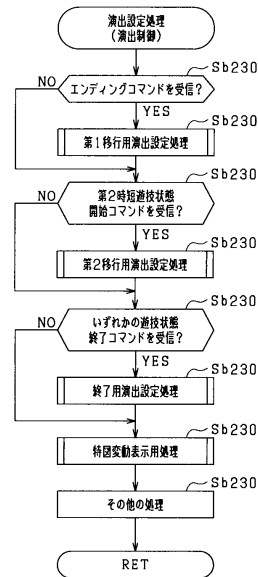 演出設定処理
(演出制御)
Sb230
エンディングコマンドを受信?
NO
YES
Sb230
第1移行用演出設定処理
Sb230
第2時短遊技状態
開始コマンドを受信?
NO
YES
Sb230
第2移行用演出設定処理
Sb230
いずれかの遊技状態
終了コマンドを受信?
NO
YES
Sb230
終了用演出設定処理
Sb230
特図変動表示用処理
Sb230
その他の処理
RET